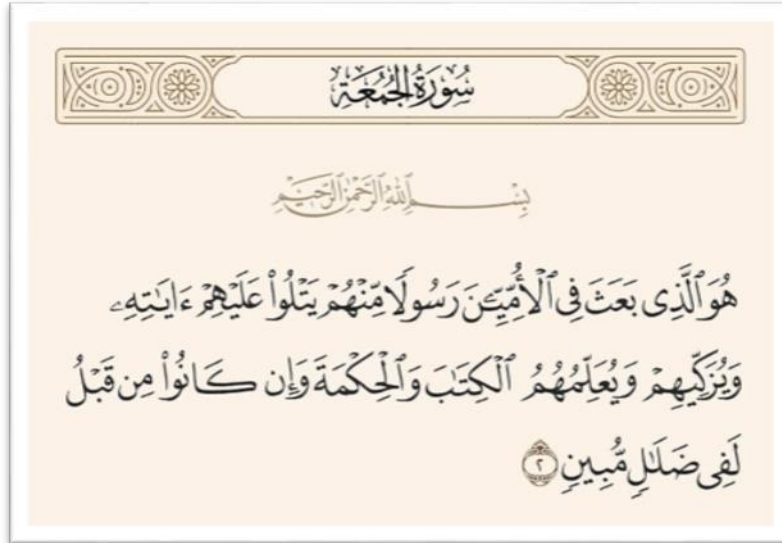 سُورَةُ الجُمُعَةِ
بِسْمِ ٱللَّهِ ٱلرَّحْمَٰنِ ٱلرَّحِيمِ
هُوَ ٱلَّذِى بَعَثَ فِى ٱلْأُمِّيِّـۧنَ رَسُولًا مِّنْهُمْ يَتْلُوا۟ عَلَيْهِمْ ءَايَـٰتِهِۦ
وَيُزَكِّيهِمْ وَيُعَلِّمُهُمُ ٱلْكِتَـٰبَ وَٱلْحِكْمَةَ وَإِن كَانُوا۟ مِن قَبْلُ
لَفِى ضَلَـٰلٍ مُّبِينٍ ٢